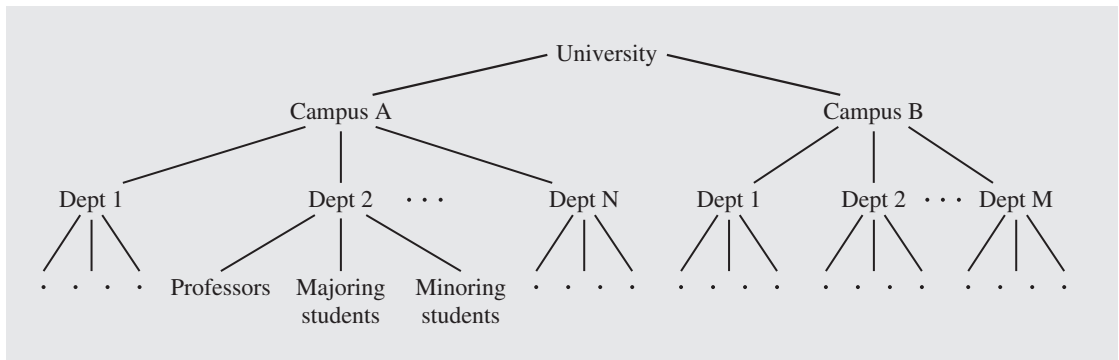 University
Campus A
Campus B
Dept 1
Dept 2
· · ·
Dept N
Dept 1
Dept 2
· · ·
Dept M
· · · ·
Professors
Majoring
students
Minoring
students
· · · ·
· · · ·
· · · ·
· · · ·